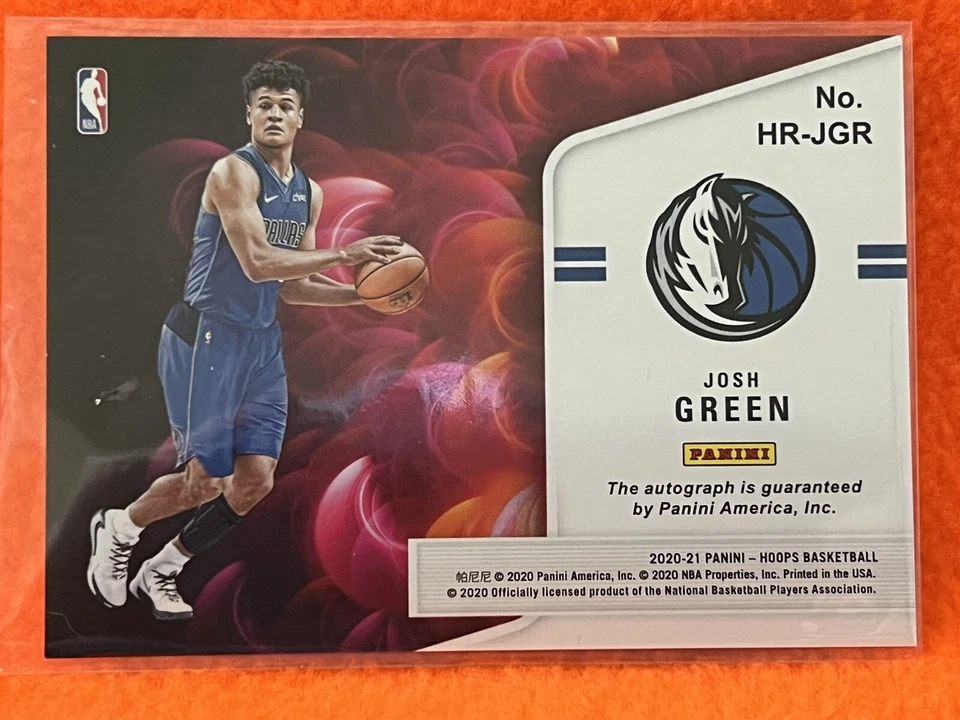 NBA
DALLAS
No.
HR-JGR
JOSH
GREEN
PANINI
The autograph is guaranteed
by Panini America, Inc.
2020-21 PANINI – HOOPS BASKETBALL
帕尼尼 © 2020 Panini America, Inc. © 2020 NBA Properties, Inc. Printed in the USA.
© 2020 Officially licensed product of the National Basketball Players Association.